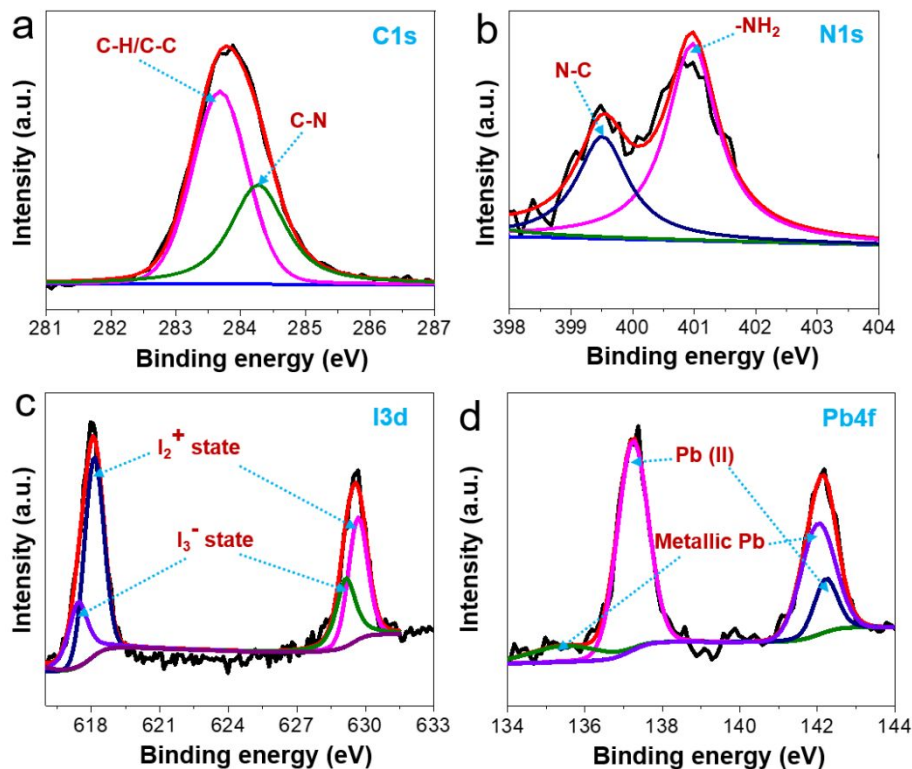 a
C1s
C-H/C-C
C-N
Intensity (a.u.)
281 282 283 284 285 286 287
Binding energy (eV)
b
N1s
-NH2
N-C
Intensity (a.u.)
398 399 400 401 402 403 404
Binding energy (eV)
c
I3d
I2+ state
I3- state
Intensity (a.u.)
618 621 624 627 630 633
Binding energy (eV)
d
Pb4f
Pb (II)
Metallic Pb
Intensity (a.u.)
134 136 138 140 142 144
Binding energy (eV)